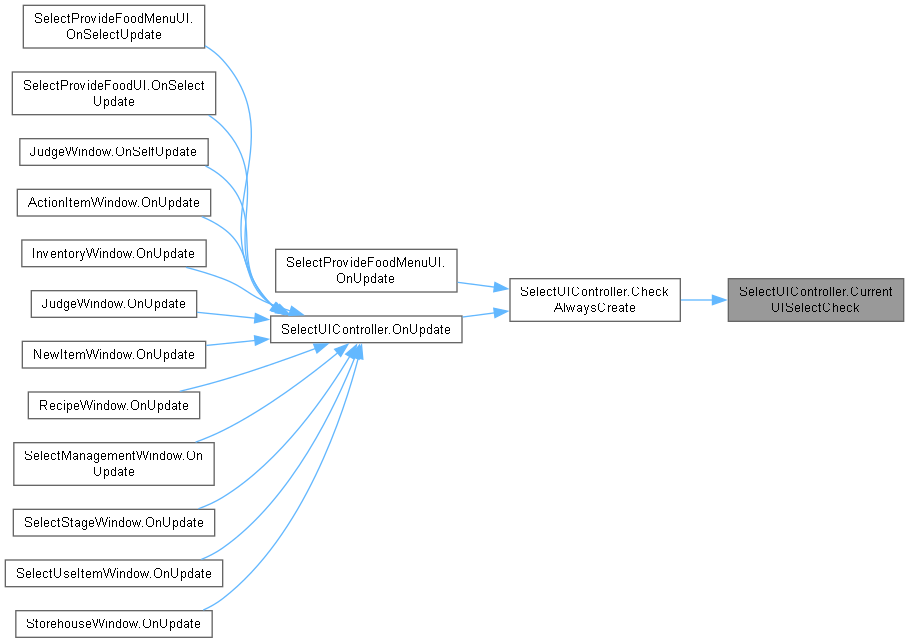 SelectProvideFoodMenuUI.
OnSelectUpdate
SelectProvideFoodUI.OnSelect
Update
JudgeWindow.OnSelfUpdate
ActionItemWindow.OnUpdate
InventoryWindow.OnUpdate
JudgeWindow.OnUpdate
NewItemWindow.OnUpdate
RecipeWindow.OnUpdate
SelectManagementWindow.On
Update
SelectStageWindow.OnUpdate
SelectUseItemWindow.OnUpdate
StorehouseWindow.OnUpdate
SelectProvideFoodMenuUI.
OnUpdate
SelectUIController.OnUpdate
SelectUIController.Check
AlwaysCreate
SelectUIController.Current
UISelectCheck